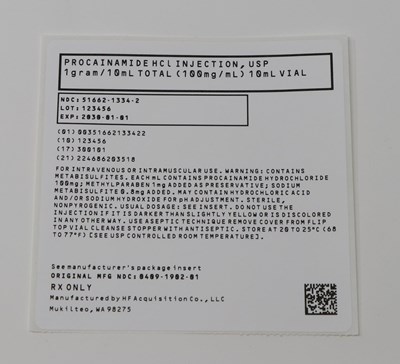 PROCAINAMIDE HCl INJECTION, USP
1gram/10mL TOTAL (100mg/mL) 10mL VIAL
NDC: 51662-1334-2
LOT: 123456
EXP: 2030-01-01
(01) 00351662133422
(10) 123456
(17) 300101
(21) 224686203518
FOR INTRAVENOUS OR INTRAMUSCULAR USE. WARNING: CONTAINS
METABISULFITES. EACH mL CONTAINS PROCAINAMIDE HYDROCHLORIDE
100mg; METHYLPARABEN 1mg ADDED AS PRESERVATIVE; SODIUM
METABISULFITE 0.8mg ADDED. MAY CONTAIN HYDROCHLORIC ACID
AND/OR SODIUM HYDROXIDE FOR pH ADJUSTMENT. STERILE,
NONPYROGENIC. USUAL DOSAGE: SEE INSERT. DO NOT USE THE
INJECTION IF IT IS DARKER THAN SLIGHTLY YELLOW OR IS DISCOLORED
IN ANY OTHER WAY. USE ASEPTIC TECHNIQUE REMOVE COVER FROM FLIP
TOP VIAL CLEANSE STOPPER WITH ANTISEPTIC. STORE AT 20 TO 25°C (68
TO 77°F) [SEE USP CONTROLLED ROOM TEMPERATURE].
See manufacturer's package insert
ORIGINAL MFG NDC: 0409-1902-01
RX ONLY
Manufactured by HF Acquisition Co., LLC
Mukilteo, WA 98275